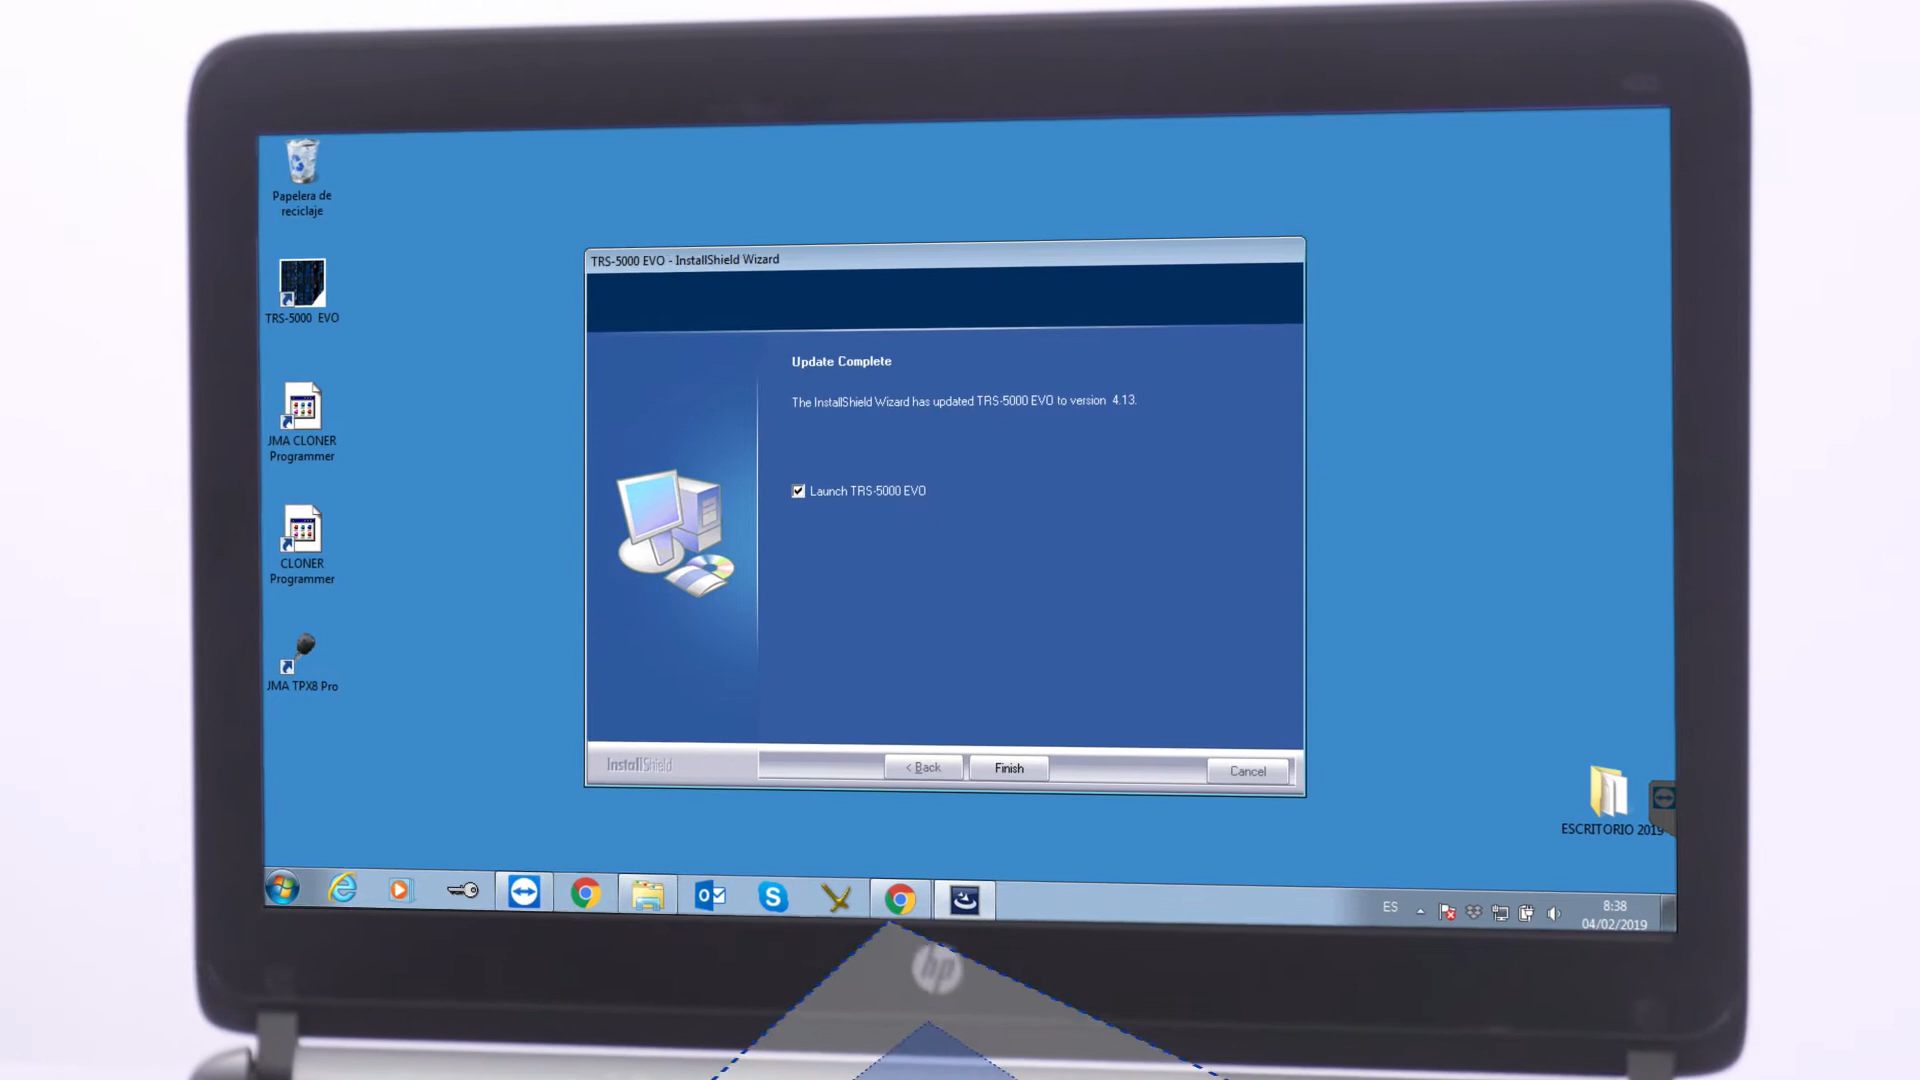 Papelera de
reciclaje
TRS-5000 EVO
JMA CLONER
Programmer
CLONER
Programmer
JMA TPX8 Pro
TRS-5000 EVO - InstallShield Wizard
Update Complete
The InstallShield Wizard has updated TRS-5000 EVO to version 4.13.
Launch TRS-5000 EVO
InstallShield
< Back
Finish
Cancel
ESCRITORIO 2019
ES
8:38
04/02/2019
hp